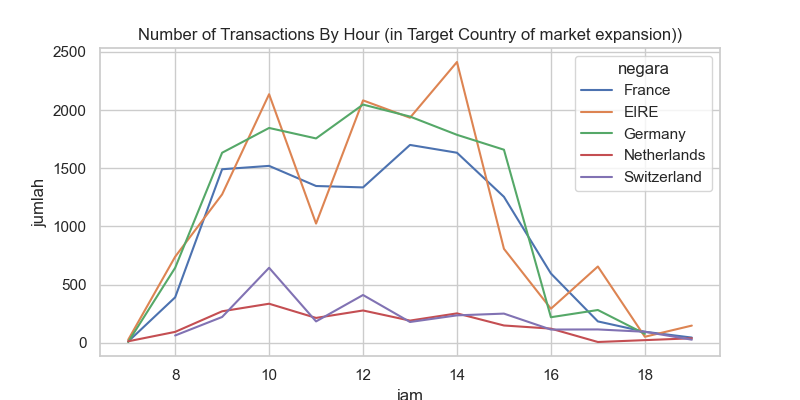 Number of Transactions By Hour (in Target Country of market expansion))
2500
2000
1500
1000
500
0
jumlah
negara
France
EIRE
Germany
Netherlands
Switzerland
8 10 12 14 16 18
jam